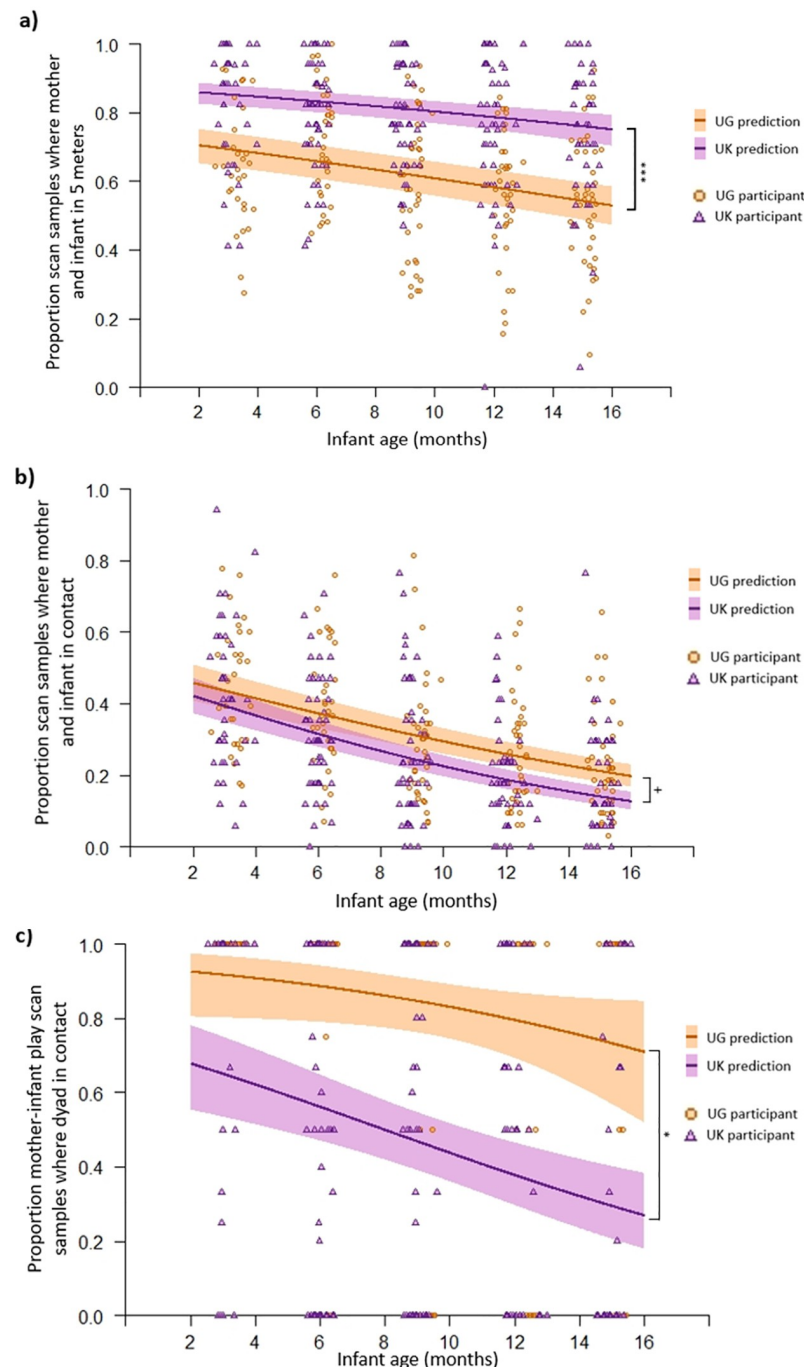 a)
Proportion scan samples where mother
and infant in 5 meters
1.0
0.8
0.6
0.4
0.2
0.0
2 4 6 8 10 12 14 16
Infant age (months)
***
UG prediction
UK prediction
UG participant
UK participant
b)
Proportion scan samples where mother
and infant in contact
1.0
0.8
0.6
0.4
0.2
0.0
2 4 6 8 10 12 14 16
Infant age (months)
+
UG prediction
UK prediction
UG participant
UK participant
c)
Proportion mother-infant play scan
samples where dyad in contact
1.0
0.8
0.6
0.4
0.2
0.0
2 4 6 8 10 12 14 16
Infant age (months)
*
UG prediction
UK prediction
UG participant
UK participant